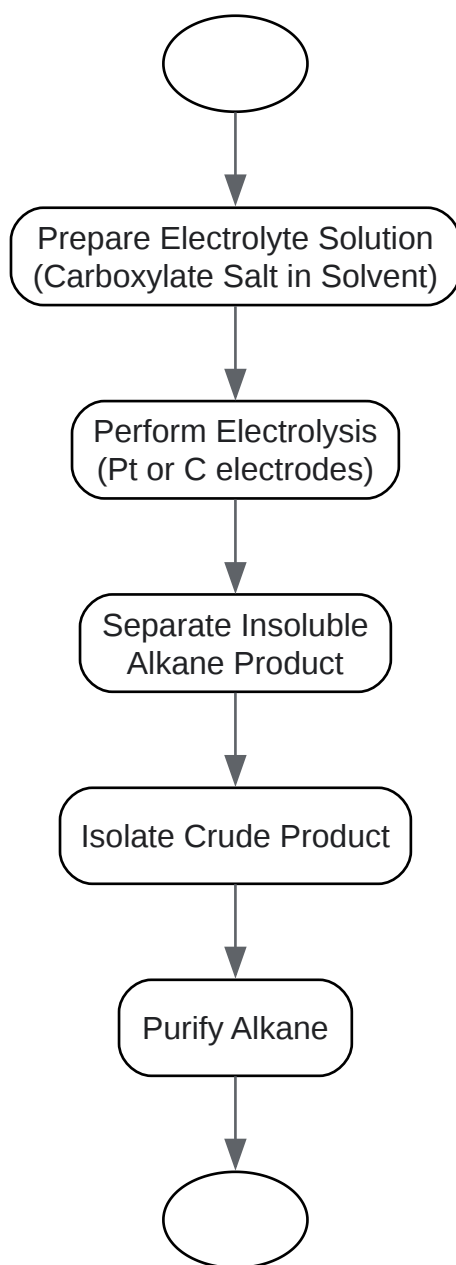 Prepare Electrolyte Solution
(Carboxylate Salt in Solvent)
Perform Electrolysis
(Pt or C electrodes)
Separate Insoluble
Alkane Product
Isolate Crude Product
Purify Alkane